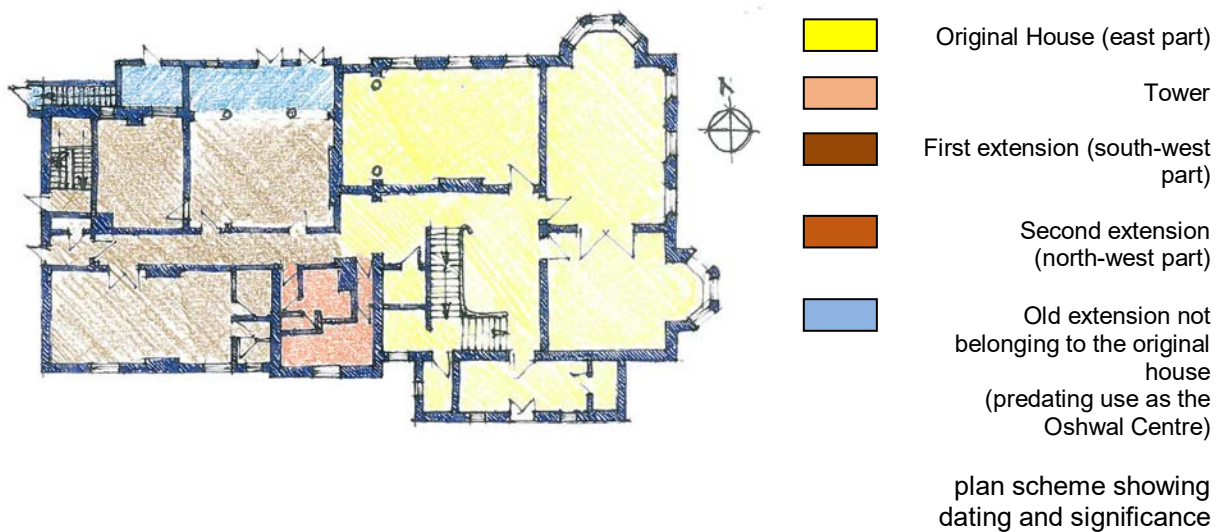 Original House (east part)
Tower
First extension (south-west
part)
Second extension
(north-west part)
Old extension not
belonging to the original
house
(predating use as the
Oshwal Centre)
plan scheme showing
dating and significance